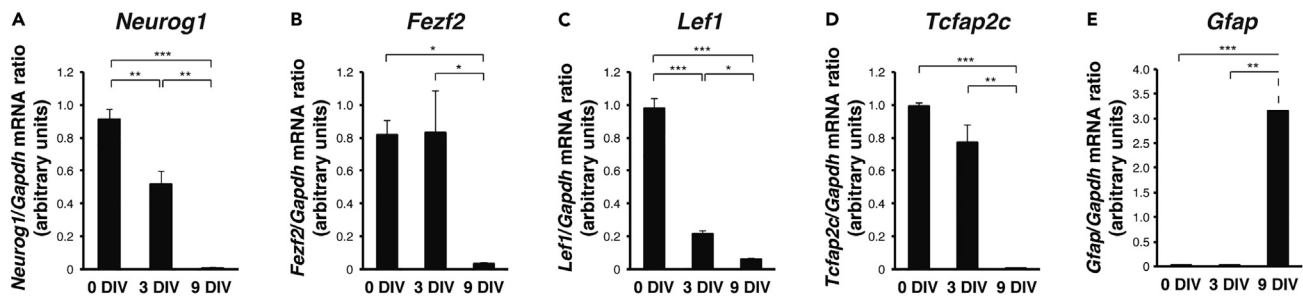 A Neurog1
Neurog1/Gapdh mRNA ratio
(arbitrary units)
***
** **
1.2
1.0
0.8
0.6
0.4
0.2
0
0 DIV 3 DIV 9 DIV
B Fezf2
Fezf2/Gapdh mRNA ratio
(arbitrary units)
*
*
1.2
1.0
0.8
0.6
0.4
0.2
0
0 DIV 3 DIV 9 DIV
C Lef1
Lef1/Gapdh mRNA ratio
(arbitrary units)
***
*** *
1.2
1.0
0.8
0.6
0.4
0.2
0
0 DIV 3 DIV 9 DIV
D Tcfap2c
Tcfap2c/Gapdh mRNA ratio
(arbitrary units)
***
**
1.2
1.0
0.8
0.6
0.4
0.2
0
0 DIV 3 DIV 9 DIV
E Gfap
Gfap/Gapdh mRNA ratio
(arbitrary units)
***
**
4.0
3.5
3.0
2.5
2.0
1.5
1.0
0.5
0
0 DIV 3 DIV 9 DIV